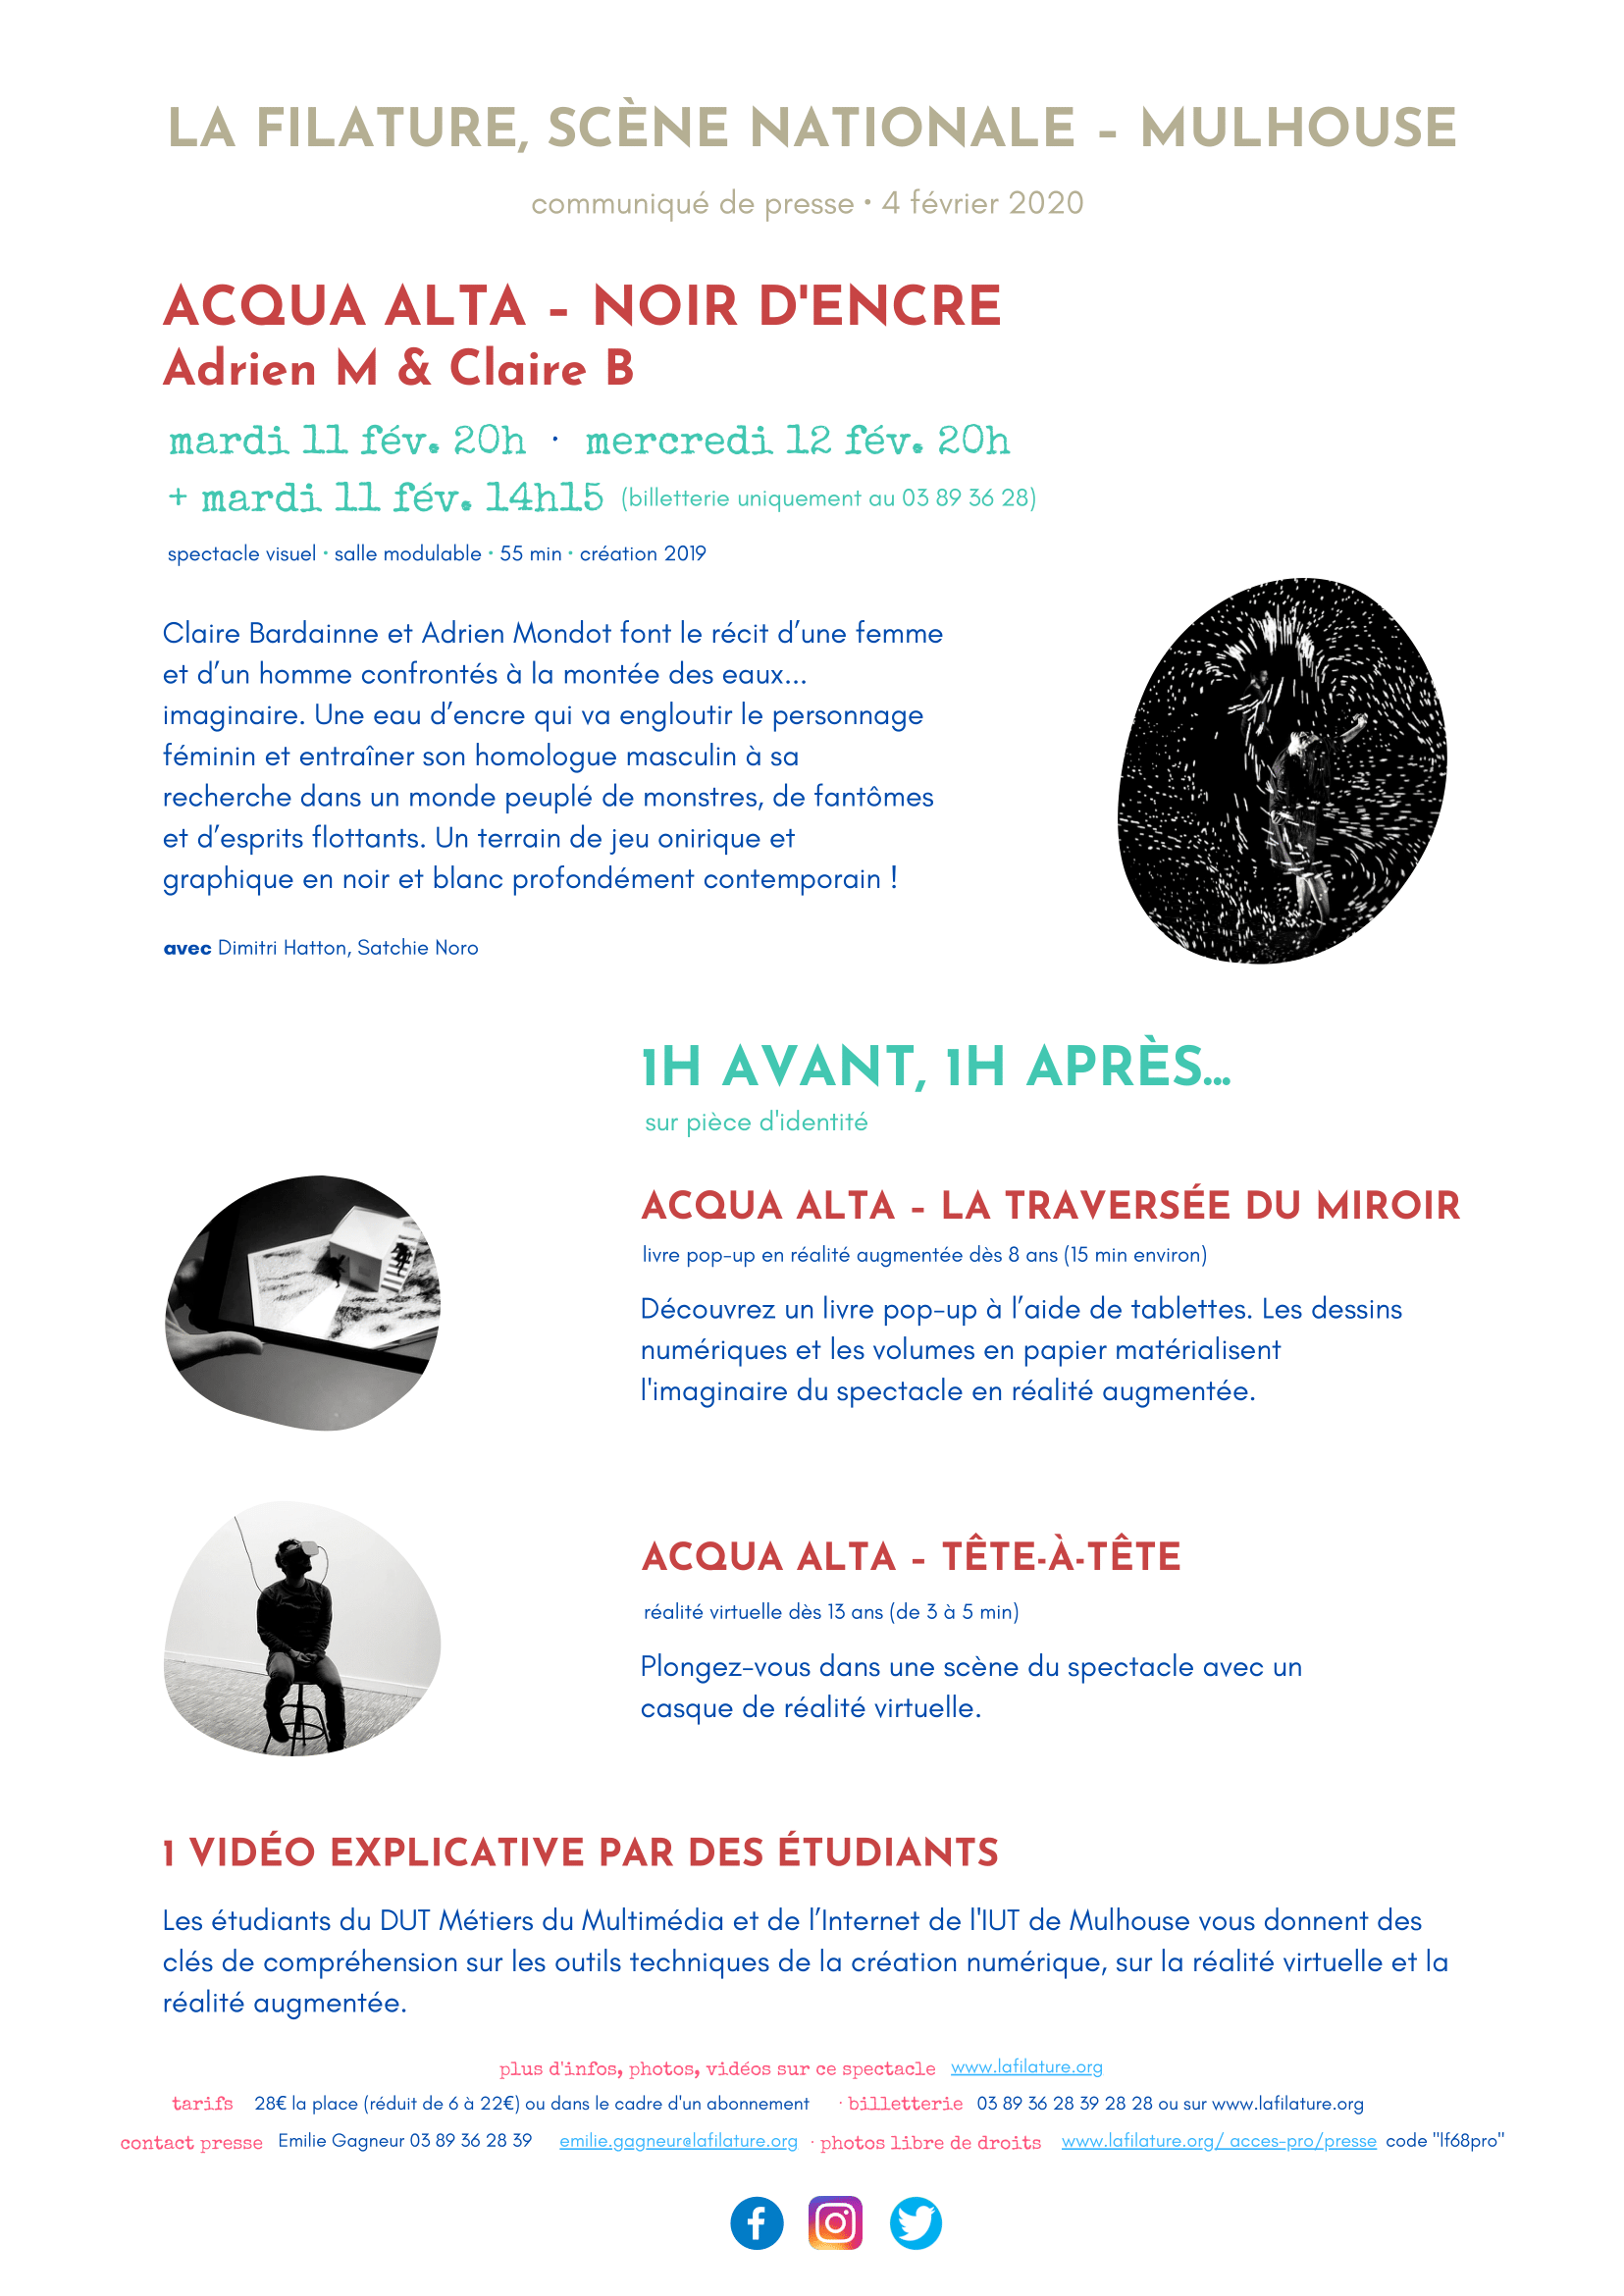 LA FILATURE, SCÈNE NATIONALE - MULHOUSE
communiqué de presse • 4 février 2020
ACQUA ALTA - NOIR D'ENCRE
Adrien M & Claire B
mardi 11 fév. 20h · mercredi 12 fév. 20h
+ mardi 11 fév. 14h15 (billetterie uniquement au 03 89 36 28)
spectacle visuel • salle modulable • 55 min • création 2019
Claire Bardainne et Adrien Mondot font le récit d’une femme
et d’un homme confrontés à la montée des eaux...
imaginaire. Une eau d’encre qui va engloutir le personnage
féminin et entraîner son homologue masculin à sa
recherche dans un monde peuplé de monstres, de fantômes
et d’esprits flottants. Un terrain de jeu onirique et
graphique en noir et blanc profondément contemporain !
avec Dimitri Hatton, Satchie Noro
1H AVANT, 1H APRÈS...
sur pièce d'identité
ACQUA ALTA - LA TRAVERSÉE DU MIROIR
livre pop-up en réalité augmentée dès 8 ans (15 min environ)
Découvrez un livre pop-up à l’aide de tablettes. Les dessins
numériques et les volumes en papier matérialisent
l'imaginaire du spectacle en réalité augmentée.
ACQUA ALTA - TÊTE-À-TÊTE
réalité virtuelle dès 13 ans (de 3 à 5 min)
Plongez-vous dans une scène du spectacle avec un
casque de réalité virtuelle.
1 VIDÉO EXPLICATIVE PAR DES ÉTUDIANTS
Les étudiants du DUT Métiers du Multimédia et de l’Internet de l'IUT de Mulhouse vous donnent des
clés de compréhension sur les outils techniques de la création numérique, sur la réalité virtuelle et la
réalité augmentée.
plus d'infos, photos, vidéos sur ce spectacle www.lafilature.org
tarifs 28€ la place (réduit de 6 à 22€) ou dans le cadre d'un abonnement · billetterie 03 89 36 28 39 28 28 ou sur www.lafilature.org
contact presse Emilie Gagneur 03 89 36 28 39 emilie.gagneur@lafilature.org · photos libre de droits www.lafilature.org/ acces-pro/presse code "lf68pro"